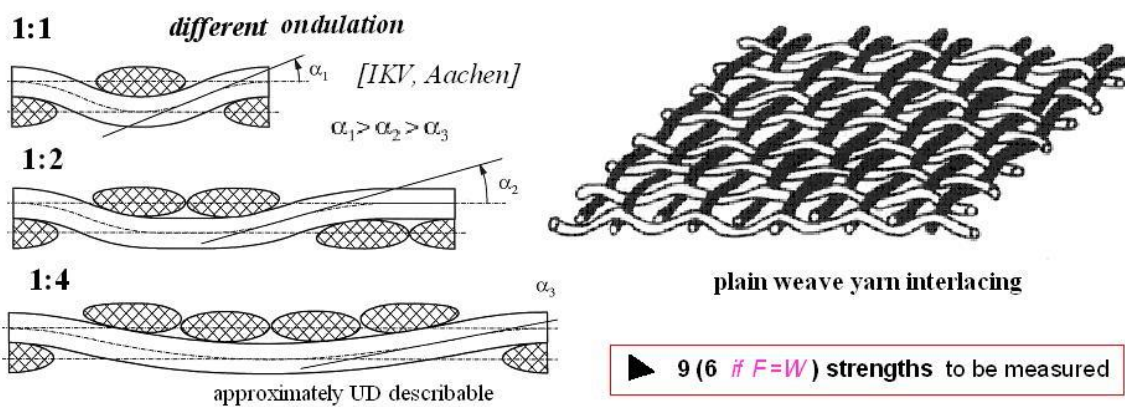 1:1
different ondulation
α₁
[IKV, Aachen]
α₁ > α₂ > α₃
1:2
α₂
1:4
α₃
approximately UD describable
plain weave yarn interlacing
► 9 (6 if F=W) strengths to be measured